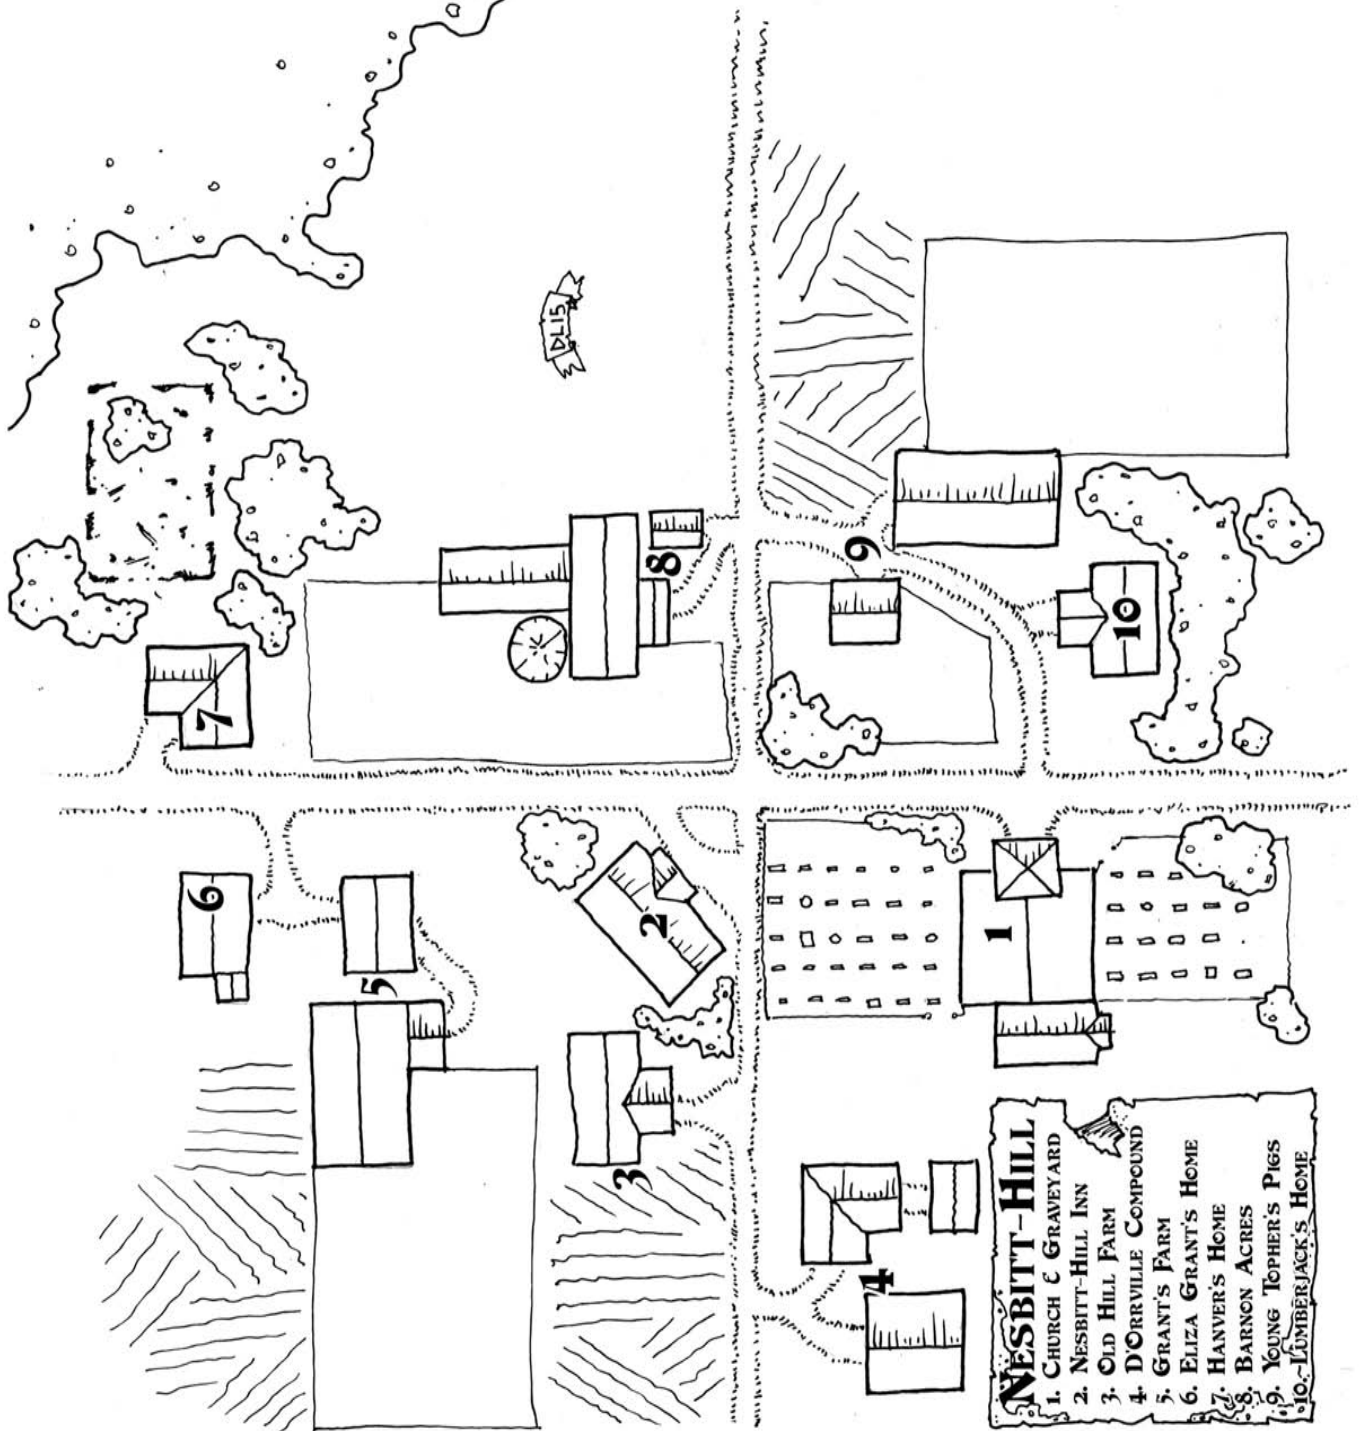 NESBITT-HILL
1. CHURCH & GRAVEYARD
2. NESBITT-HILL INN
3. OLD HILL FARM
4. D'ORRVILLE COMPOUND
5. GRANT'S FARM
6. ELIZA GRANT'S HOME
7. HANVER'S HOME
8. BARNON ACRES
9. YOUNG TOPHER'S PIGS
10. LUMBERJACK'S HOME
DL15
7
8
9
10
6
5
2
1
3
4